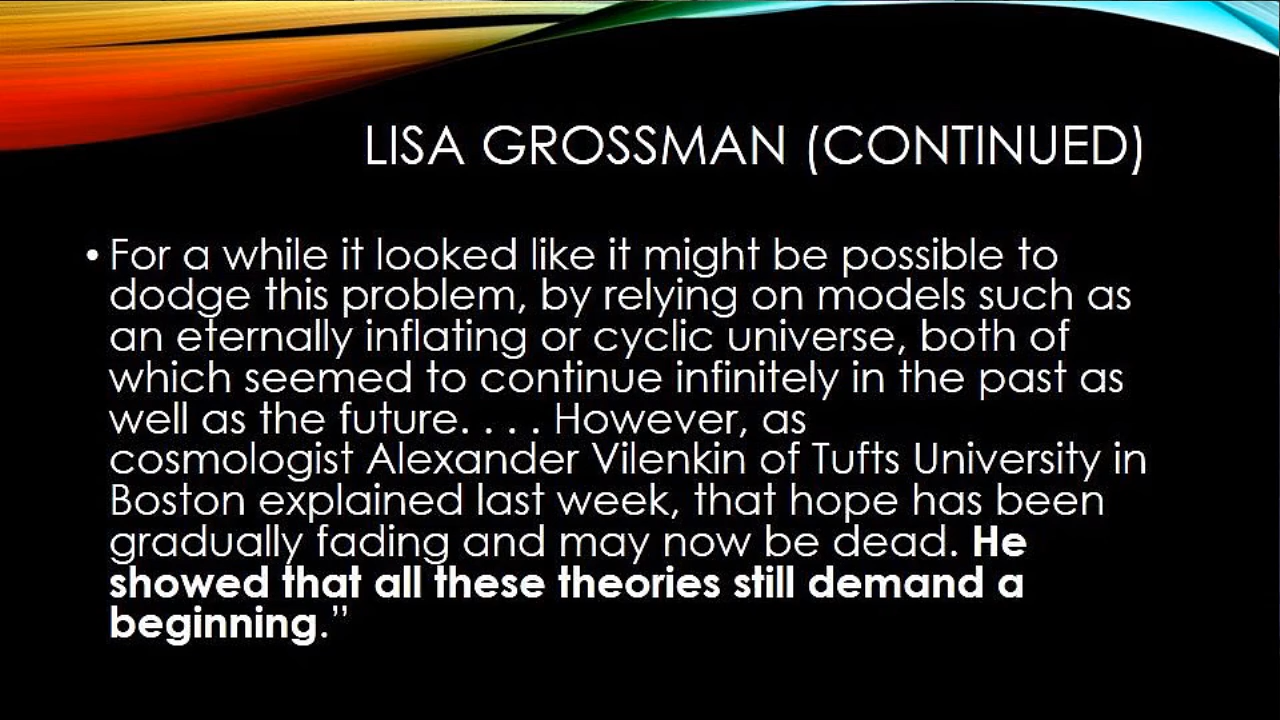 LISA GROSSMAN (CONTINUED)
• For a while it looked like it might be possible to
dodge this problem, by relying on models such as
an eternally inflating or cyclic universe, both of
which seemed to continue infinitely in the past as
well as the future. . . . However, as
cosmologist Alexander Vilenkin of Tufts University in
Boston explained last week, that hope has been
gradually fading and may now be dead. He
showed that all these theories still demand a
beginning.”